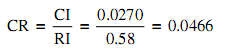 CR = CI/RI = 0.0270/0.58 = 0.0466